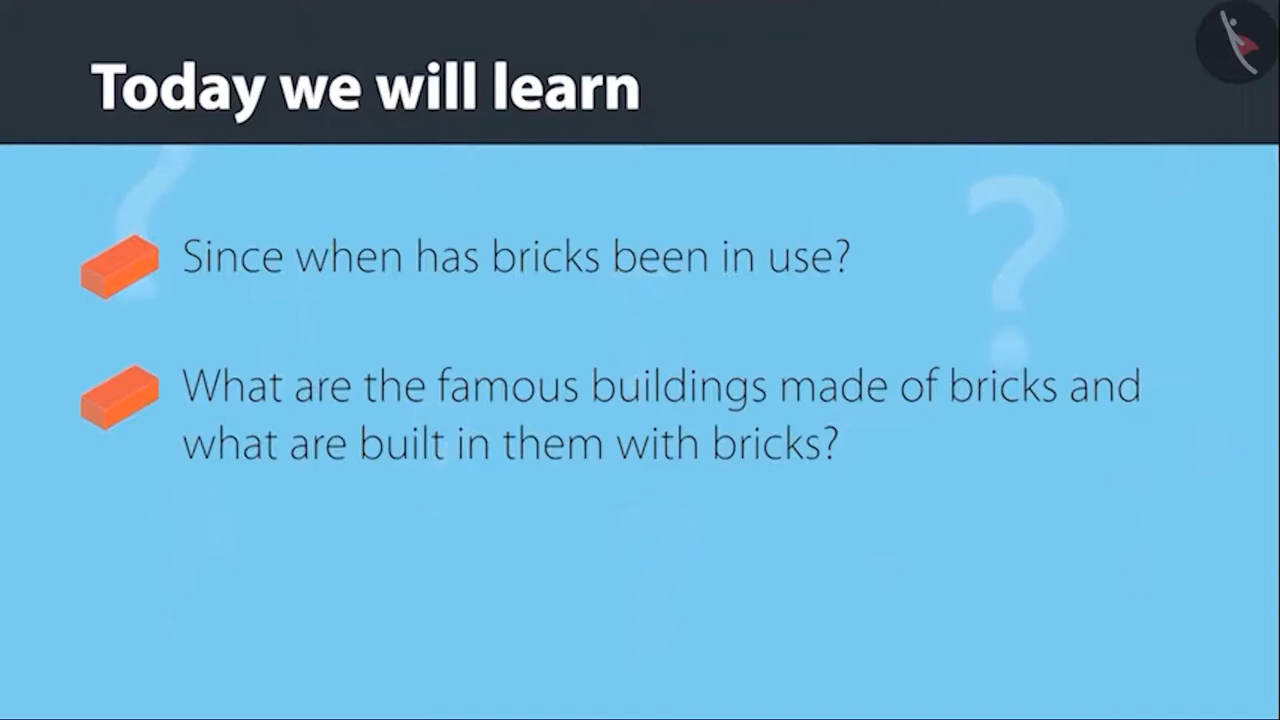 Today we will learn
Since when has bricks been in use?
What are the famous buildings made of bricks and
what are built in them with bricks?